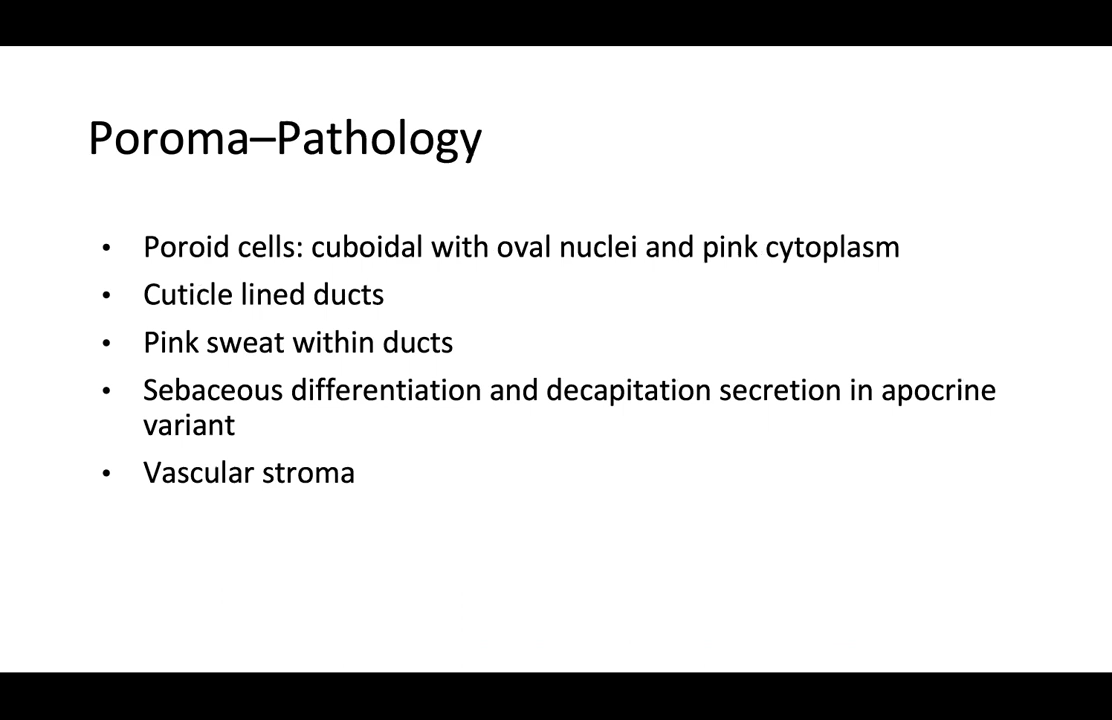 Poroma–Pathology
• Poroid cells: cuboidal with oval nuclei and pink cytoplasm
• Cuticle lined ducts
• Pink sweat within ducts
• Sebaceous differentiation and decapitation secretion in apocrine
variant
• Vascular stroma